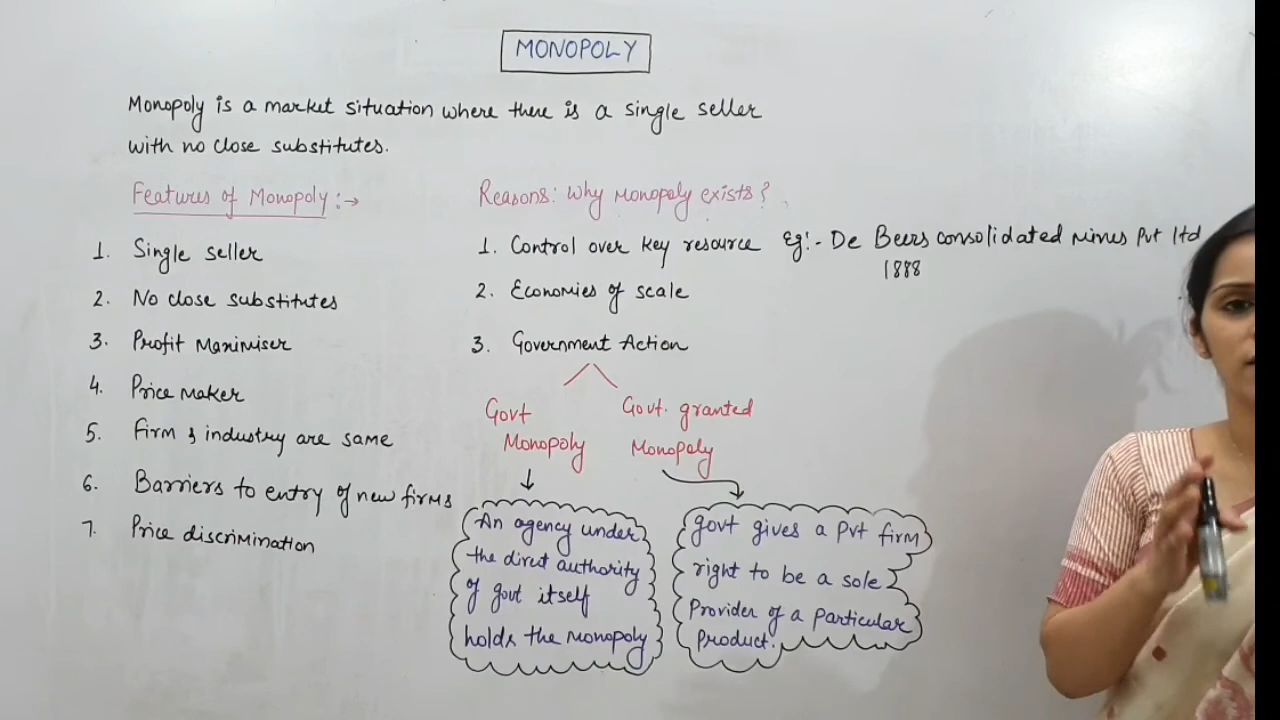 MONOPOLY
Monopoly is a market situation where there is a single seller
with no close substitutes.
Features of Monopoly :→
1. Single seller
2. No close substitutes
3. Profit Maximiser
4. Price Maker
5. Firm & industry are same
6. Barriers to entry of new firms
7. Price discrimination
Reasons: Why Monopoly exists?
1. Control over key resource Eg:- De Beers consolidated Mines Pvt ltd
1888
2. Economies of scale
3. Government Action
Govt
Monopoly
Govt. granted
Monopoly
An agency under
the direct authority
of govt itself
holds the monopoly
govt gives a pvt firm
right to be a sole
Provider of a particular
Product.